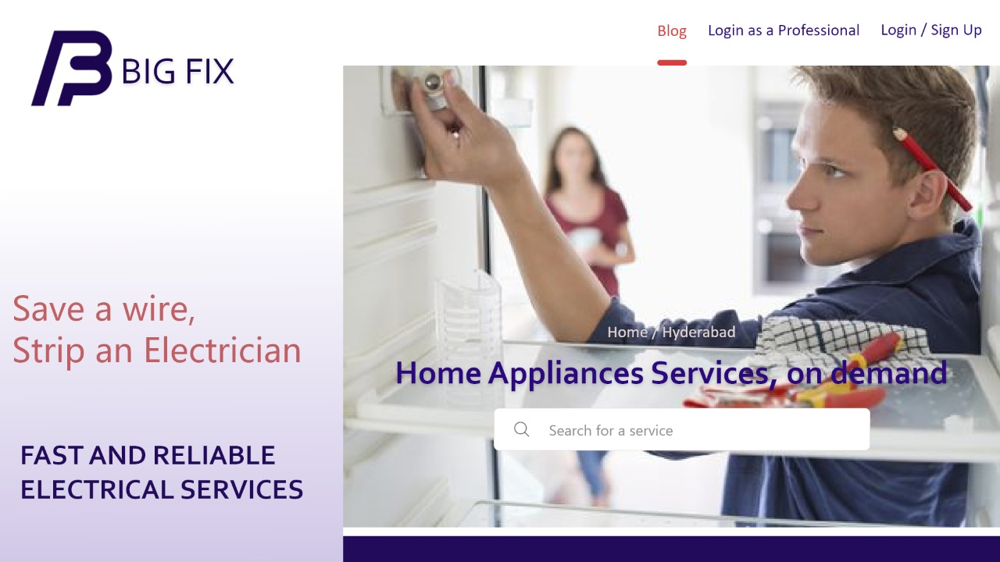 BIG FIX
Blog
Login as a Professional
Login / Sign Up
Save a wire,
Strip an Electrician
FAST AND RELIABLE
ELECTRICAL SERVICES
Home / Hyderabad
Home Appliances Services, on demand
Search for a service